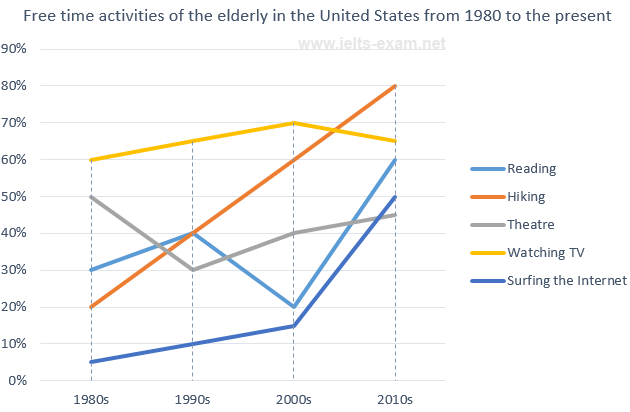 Free time activities of the elderly in the United States from 1980 to the present
www.ielts-exam.net
90%
80%
70%
60%
50%
40%
30%
20%
10%
0%
1980s 1990s 2000s 2010s
Reading
Hiking
Theatre
Watching TV
Surfing the Internet